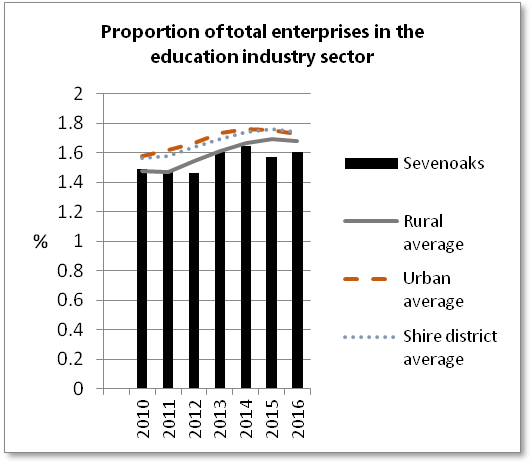 Proportion of total enterprises in the
education industry sector
2
1.8
1.6
1.4
1.2
1
0.8
0.6
0.4
0.2
0
%
2010
2011
2012
2013
2014
2015
2016
Sevenoaks
Rural
average
Urban
average
Shire district
average